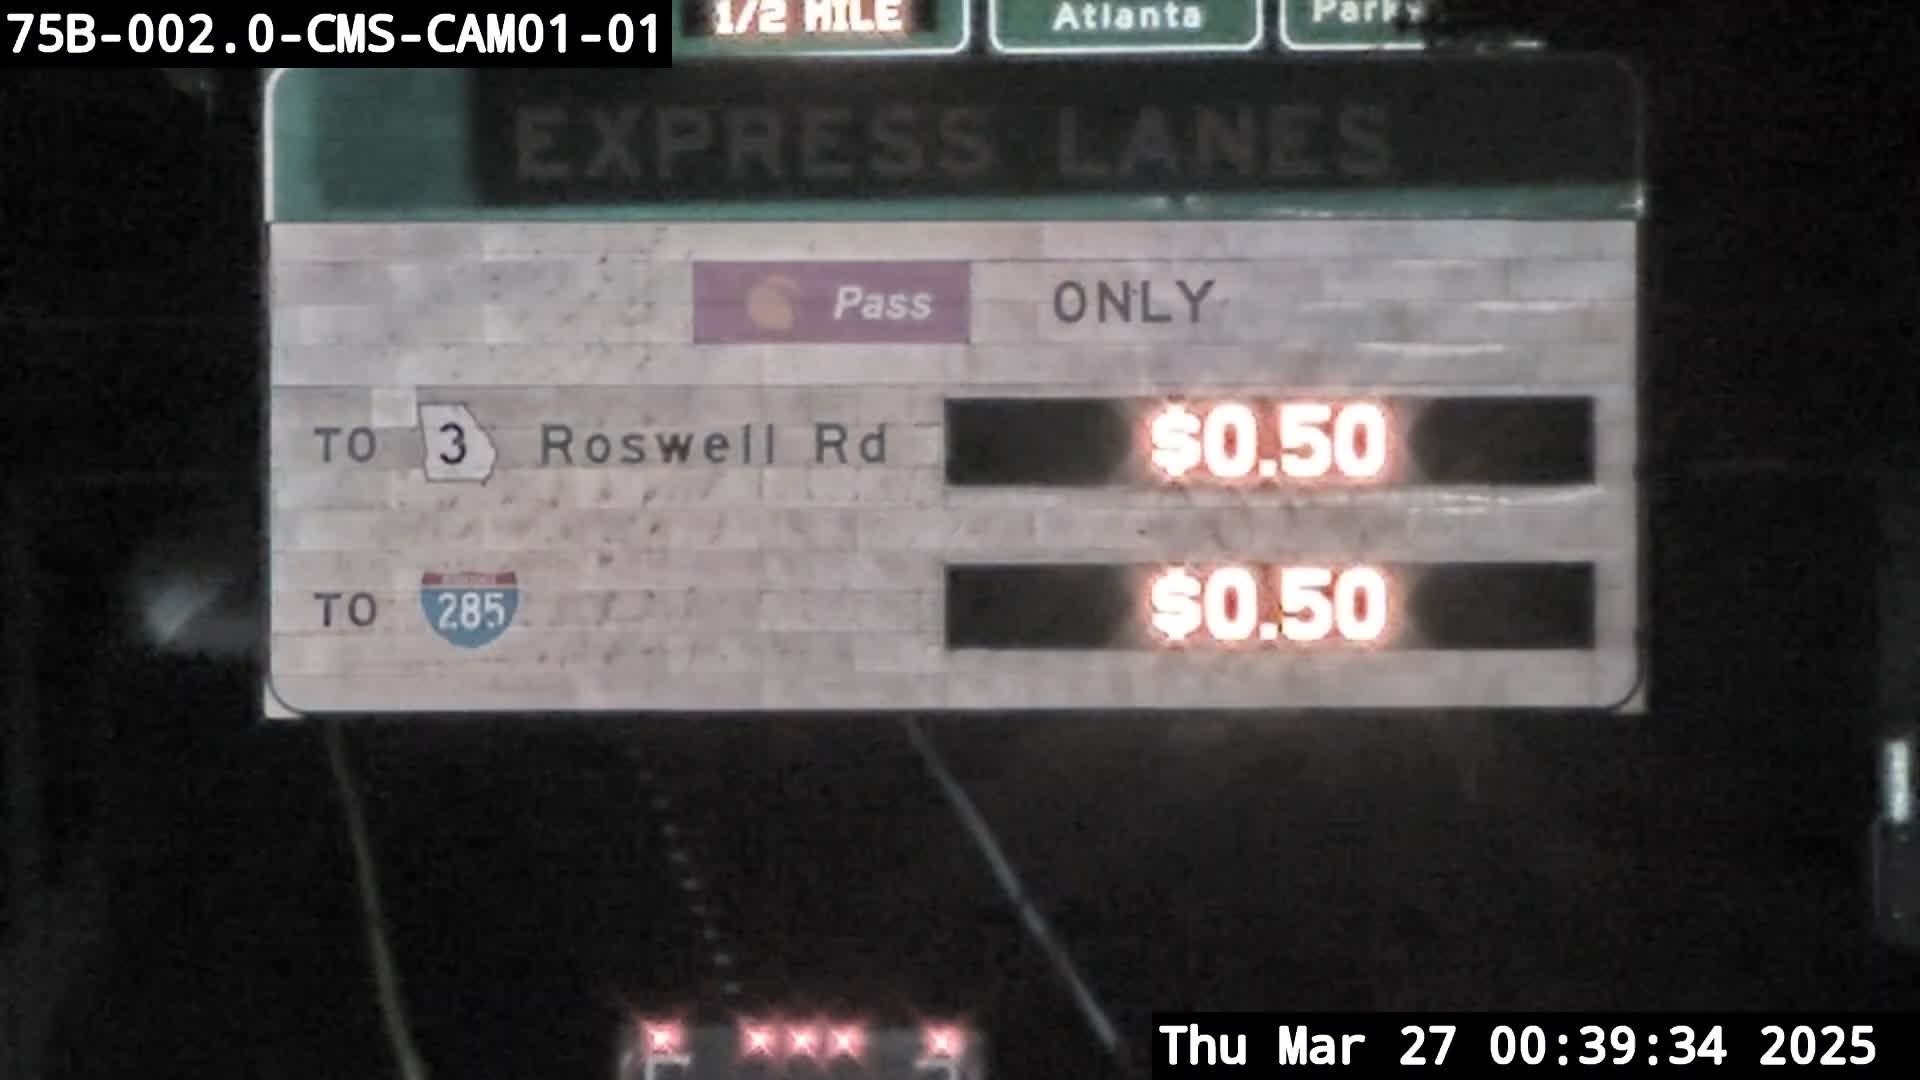 75B-002.0-CMS-CAM01-01
1/2 MILE
Atlanta
EXPRESS LANES
Pass ONLY
TO 3 Roswell Rd $0.50
TO 285 $0.50
Thu Mar 27 00:39:34 2025